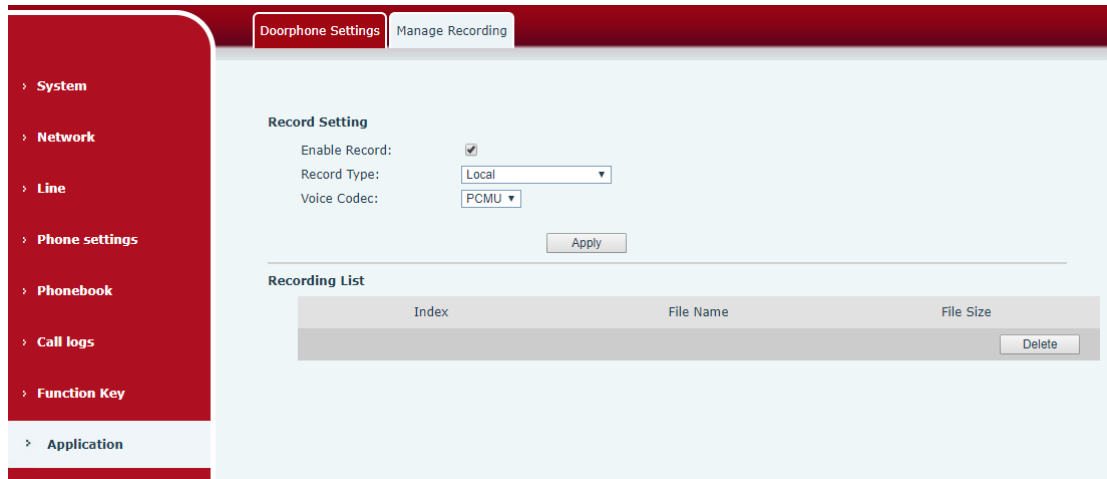 Doorphone Settings Manage Recording
System
Network
Line
Phone settings
Phonebook
Call logs
Function Key
Application
Record Setting
Enable Record:
Record Type: Local
Voice Codec: PCMU
Apply
Recording List
Index File Name File Size
Delete